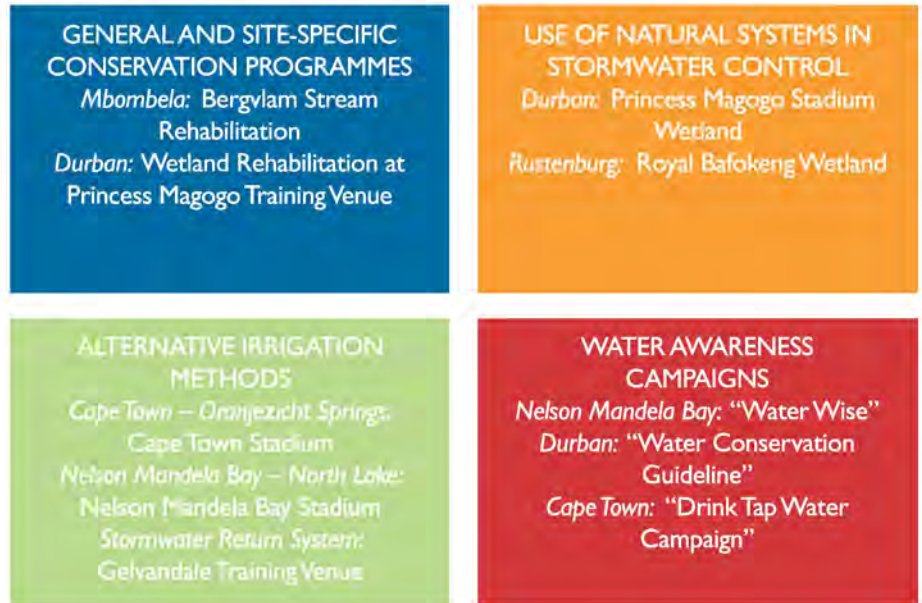 GENERAL AND SITE-SPECIFIC
CONSERVATION PROGRAMMES
Mbombela: Bergvlam Stream
Rehabilitation
Durban: Wetland Rehabilitation at
Princess Magogo Training Venue
USE OF NATURAL SYSTEMS IN
STORMWATER CONTROL
Durban: Princess Magogo Stadium
Wetland
Rustenburg: Royal Bafokeng Wetland
ALTERNATIVE IRRIGATION
METHODS
Cape Town – Oranjezicht Springs:
Cape Town Stadium
Nelson Mandela Bay – North Lake:
Nelson Mandela Bay Stadium
Stormwater Return System:
Gelvandale Training Venue
WATER AWARENESS
CAMPAIGNS
Nelson Mandela Bay: “Water Wise”
Durban: “Water Conservation
Guideline”
Cape Town: “Drink Tap Water
Campaign”